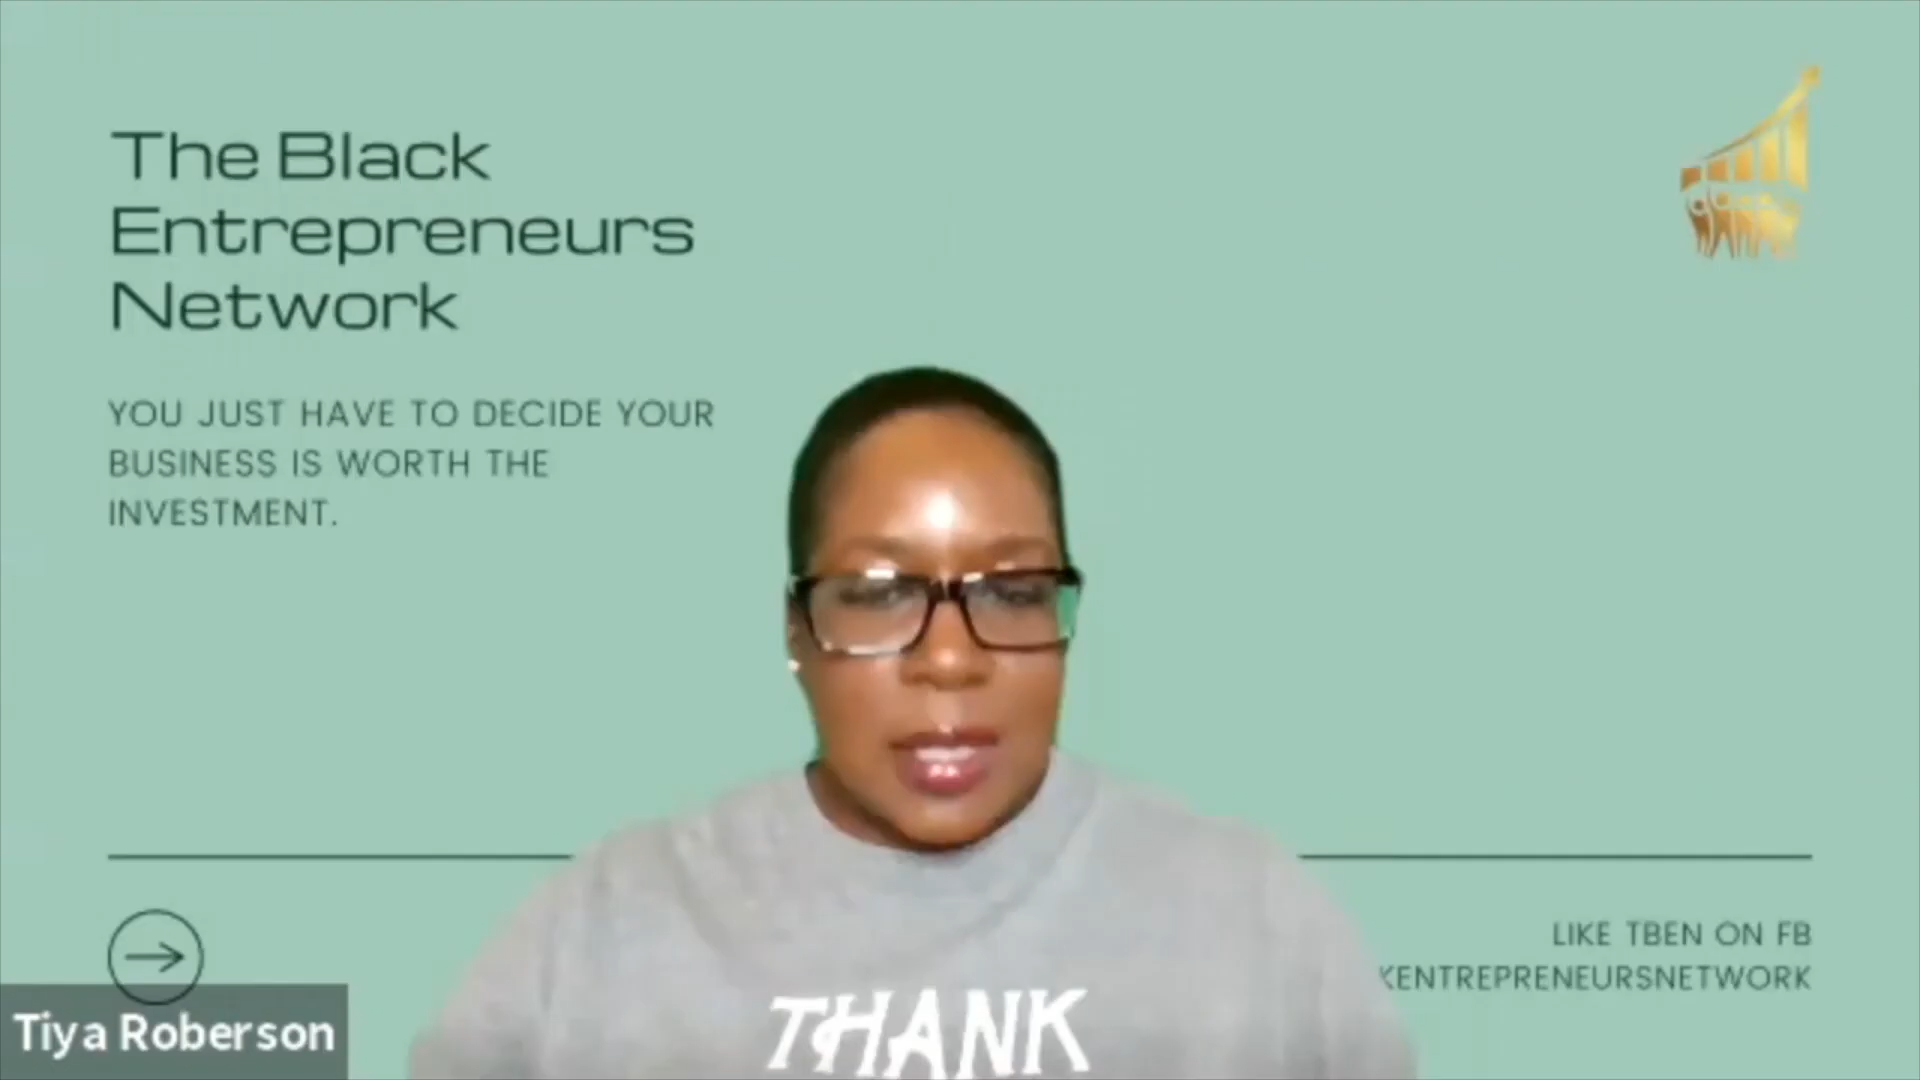 The Black
Entrepreneurs
Network
YOU JUST HAVE TO DECIDE YOUR
BUSINESS IS WORTH THE
INVESTMENT.
LIKE TBEN ON FB
KENTREPRENEURSNETWORK
Tiya Roberson
THANK